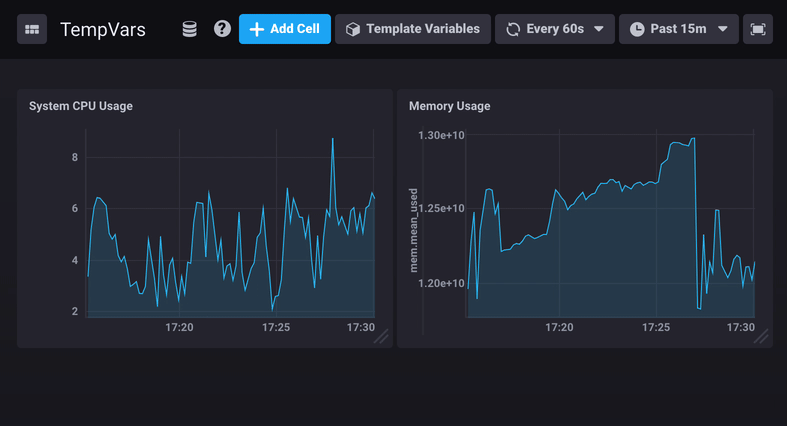 TempVars
?
Add Cell
Template Variables
Every 60s
Past 15m
System CPU Usage
8
6
4
2
17:20
17:25
17:30
Memory Usage
mem.mean_used
1.30e+10
1.25e+10
1.20e+10
17:20
17:25
17:30